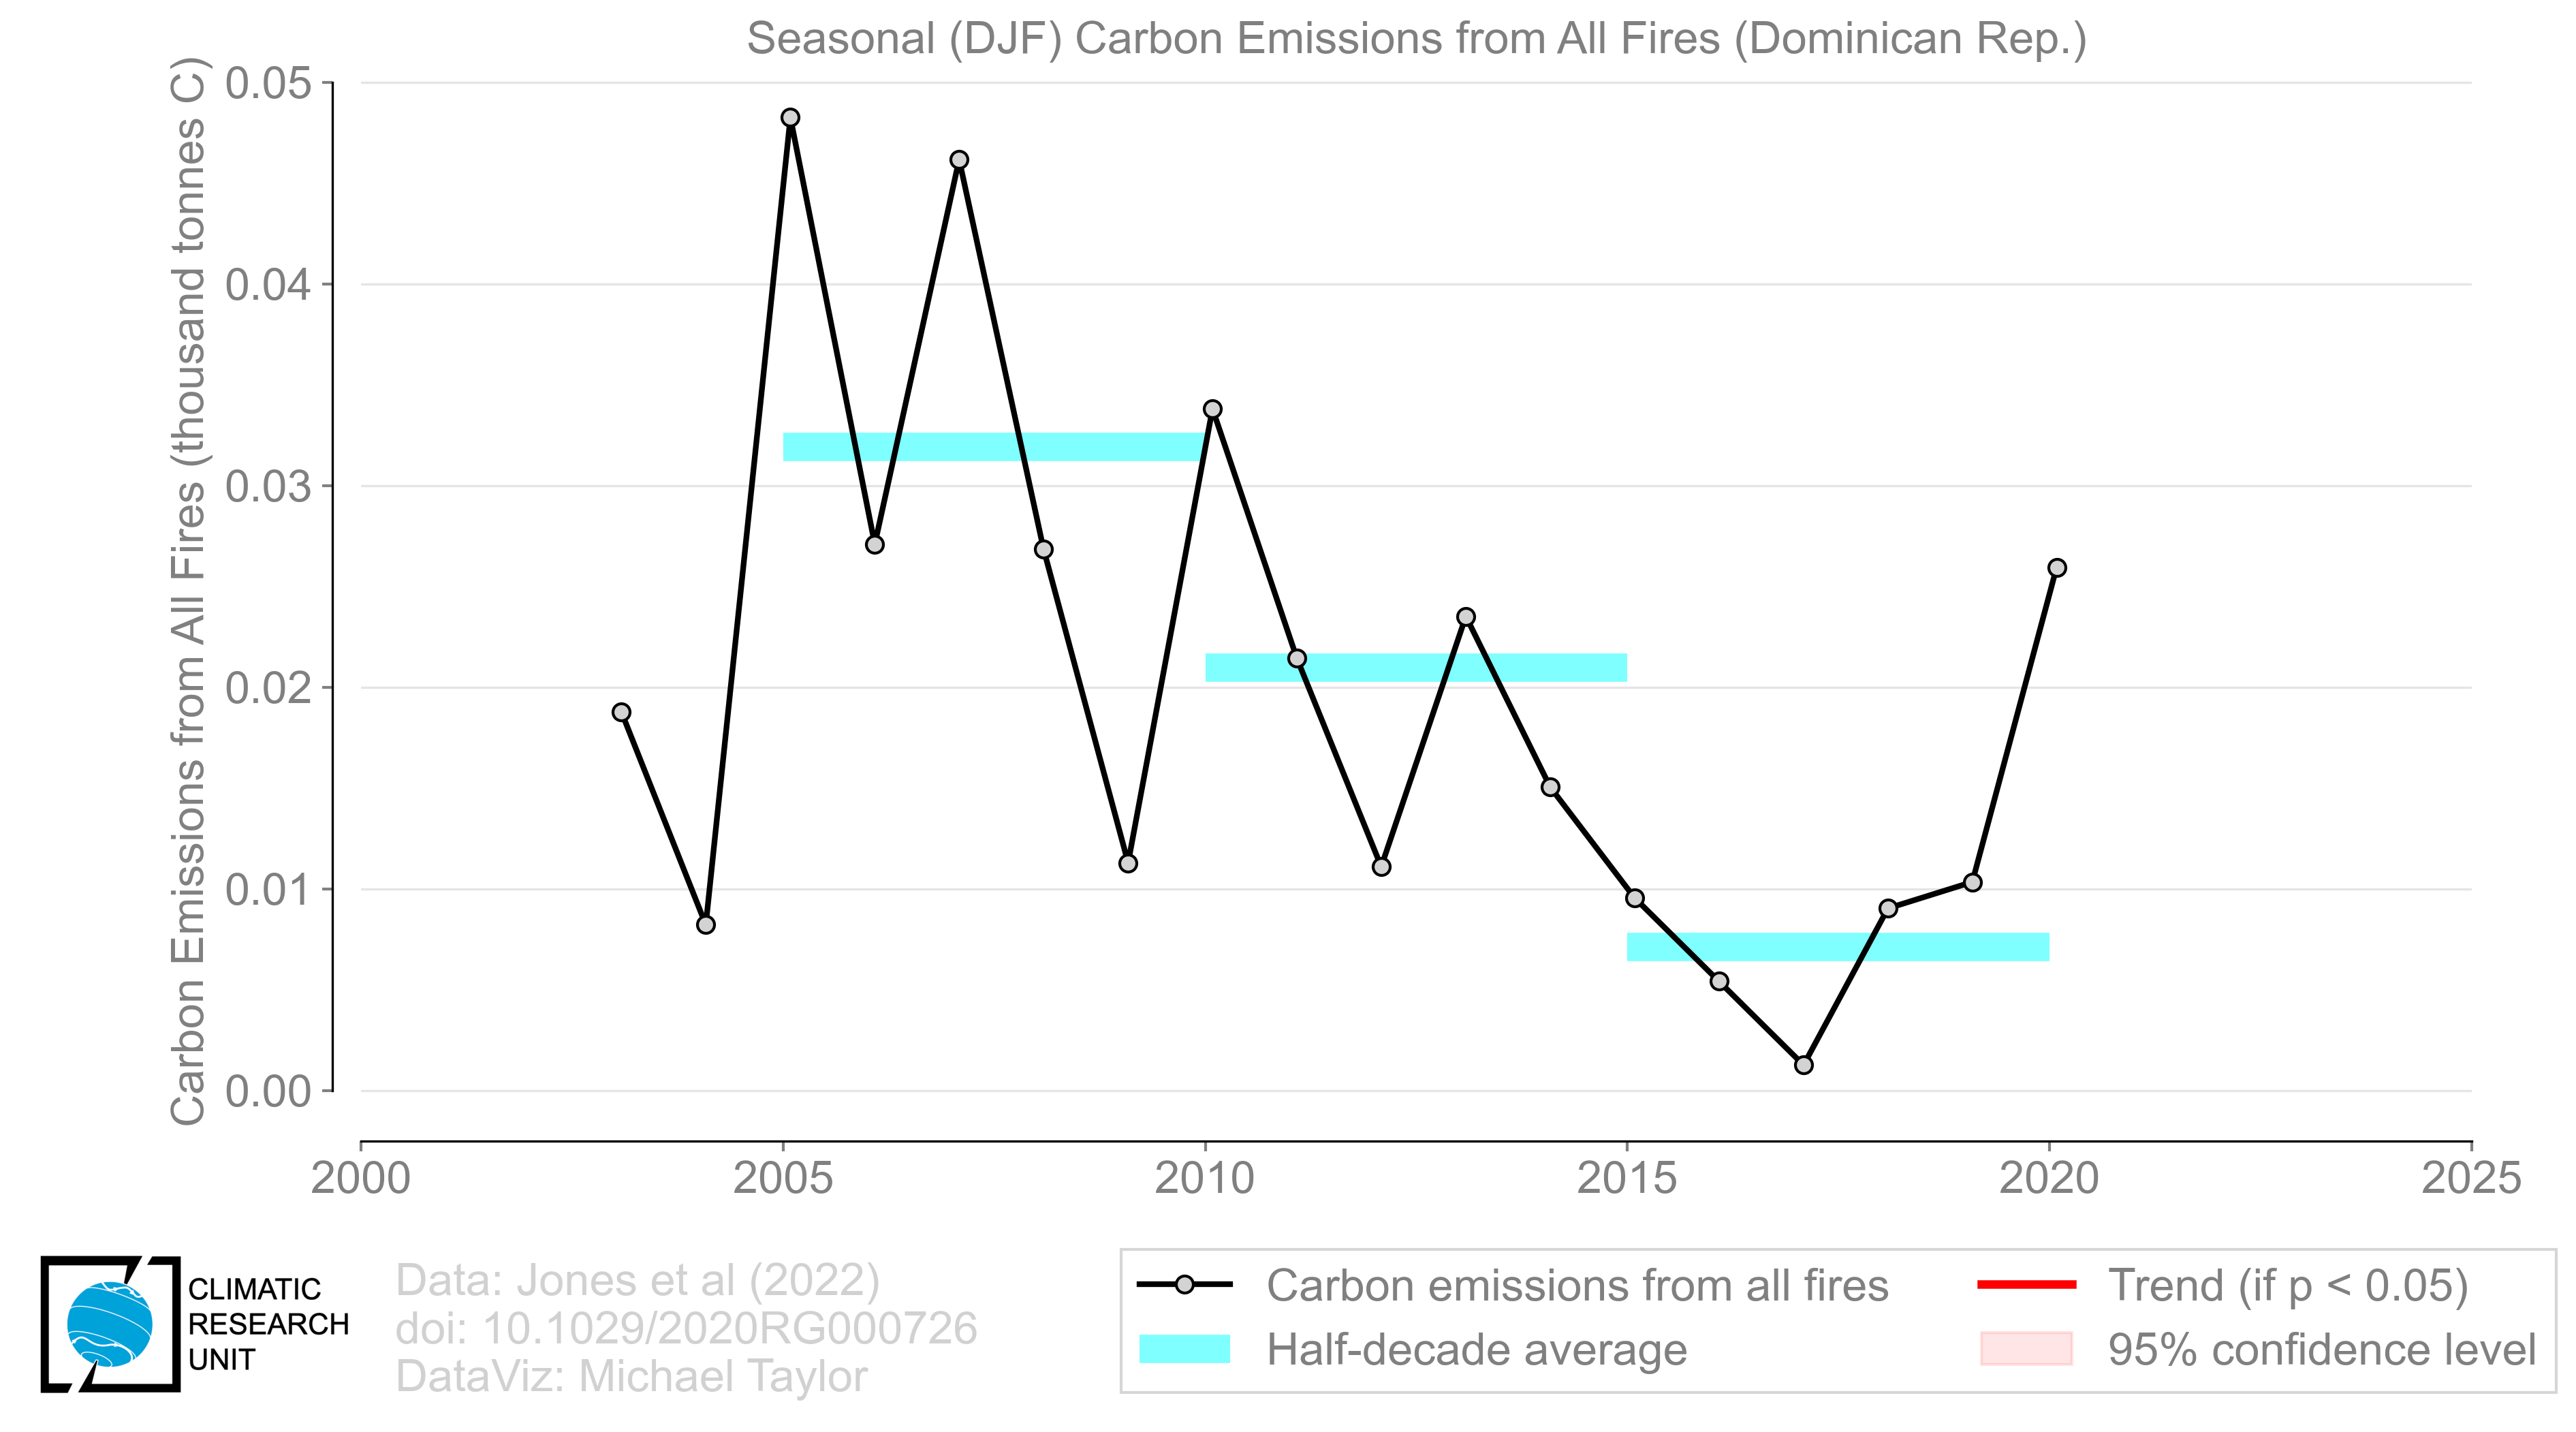 Seasonal (DJF) Carbon Emissions from All Fires (Dominican Rep.)
Carbon Emissions from All Fires (thousand tonnes C)
0.05
0.04
0.03
0.02
0.01
0.00
2000 2005 2010 2015 2020 2025
CLIMATIC
RESEARCH
UNIT
Data: Jones et al (2022)
doi: 10.1029/2020RG000726
DataViz: Michael Taylor
Carbon emissions from all fires
Half-decade average
Trend (if p < 0.05)
95% confidence level